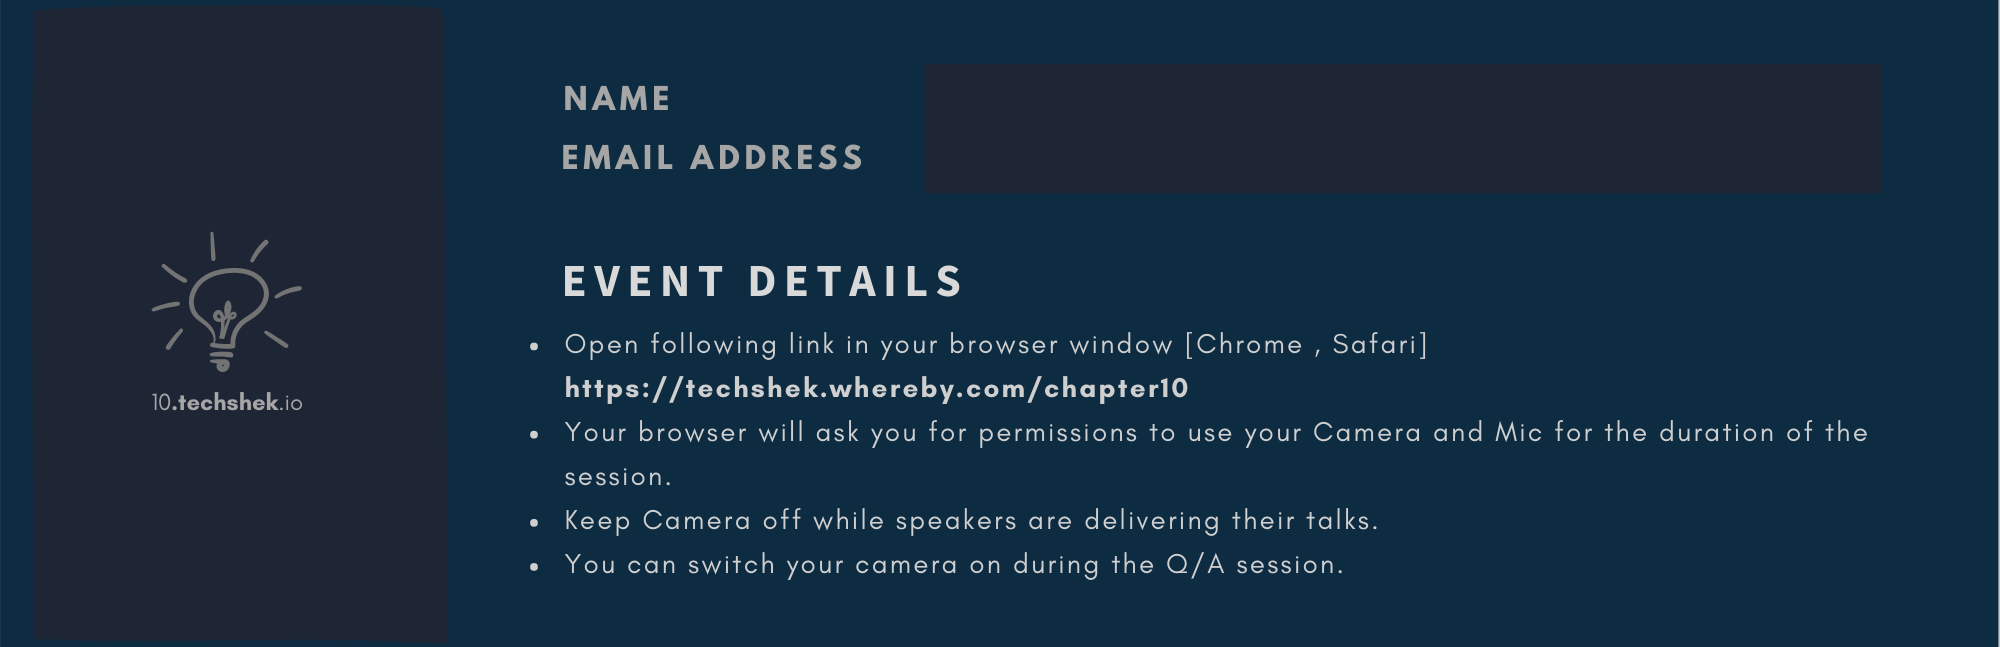 NAME
EMAIL ADDRESS
10.techshek.io
EVENT DETAILS
• Open following link in your browser window [Chrome , Safari]
https://techshek.whereby.com/chapter10
• Your browser will ask you for permissions to use your Camera and Mic for the duration of the
session.
• Keep Camera off while speakers are delivering their talks.
• You can switch your camera on during the Q/A session.